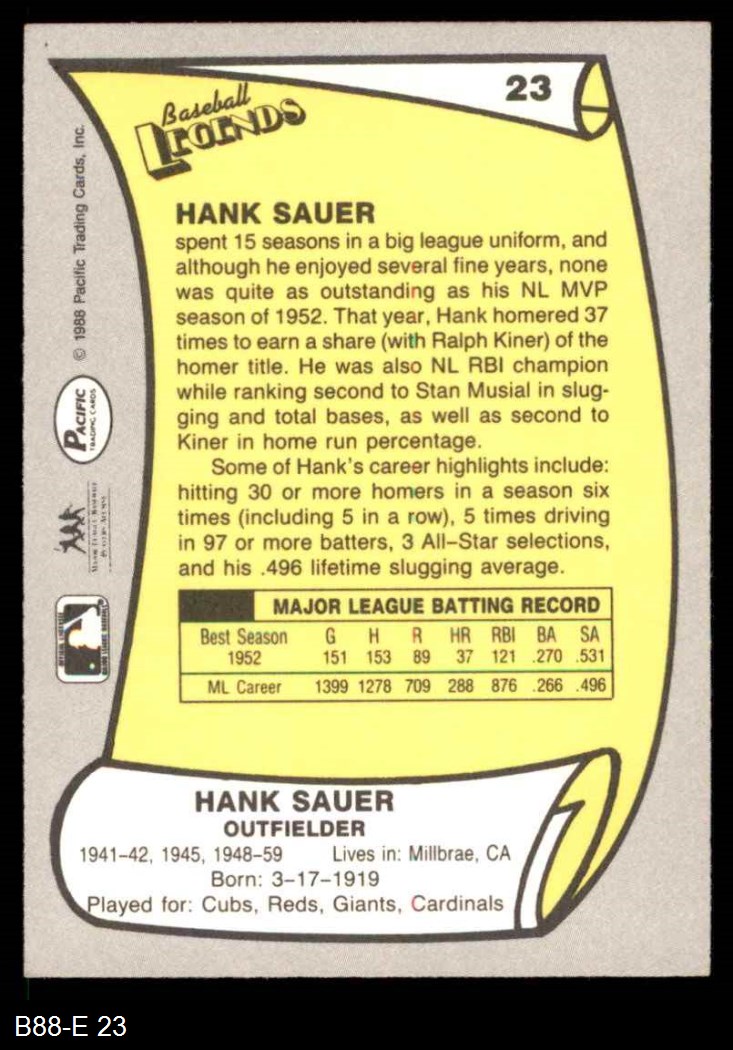 23
Baseball
LEGENDS
HANK SAUER
spent 15 seasons in a big league uniform, and
although he enjoyed several fine years, none
was quite as outstanding as his NL MVP
season of 1952. That year, Hank homered 37
times to earn a share (with Ralph Kiner) of the
homer title. He was also NL RBI champion
while ranking second to Stan Musial in slug-
ging and total bases, as well as second to
Kiner in home run percentage.
Some of Hank's career highlights include:
hitting 30 or more homers in a season six
times (including 5 in a row), 5 times driving
in 97 or more batters, 3 All-Star selections,
and his .496 lifetime slugging average.
MAJOR LEAGUE BATTING RECORD
Best Season G H R HR RBI BA SA
1952 151 153 89 37 121 .270 .531
ML Career 1399 1278 709 288 876 .266 .496
HANK SAUER
OUTFIELDER
1941-42, 1945, 1948-59 Lives in: Millbrae, CA
Born: 3-17-1919
Played for: Cubs, Reds, Giants, Cardinals
© 1988 Pacific Trading Cards, Inc.
PACIFIC
TRADING CARDS
B88-E 23